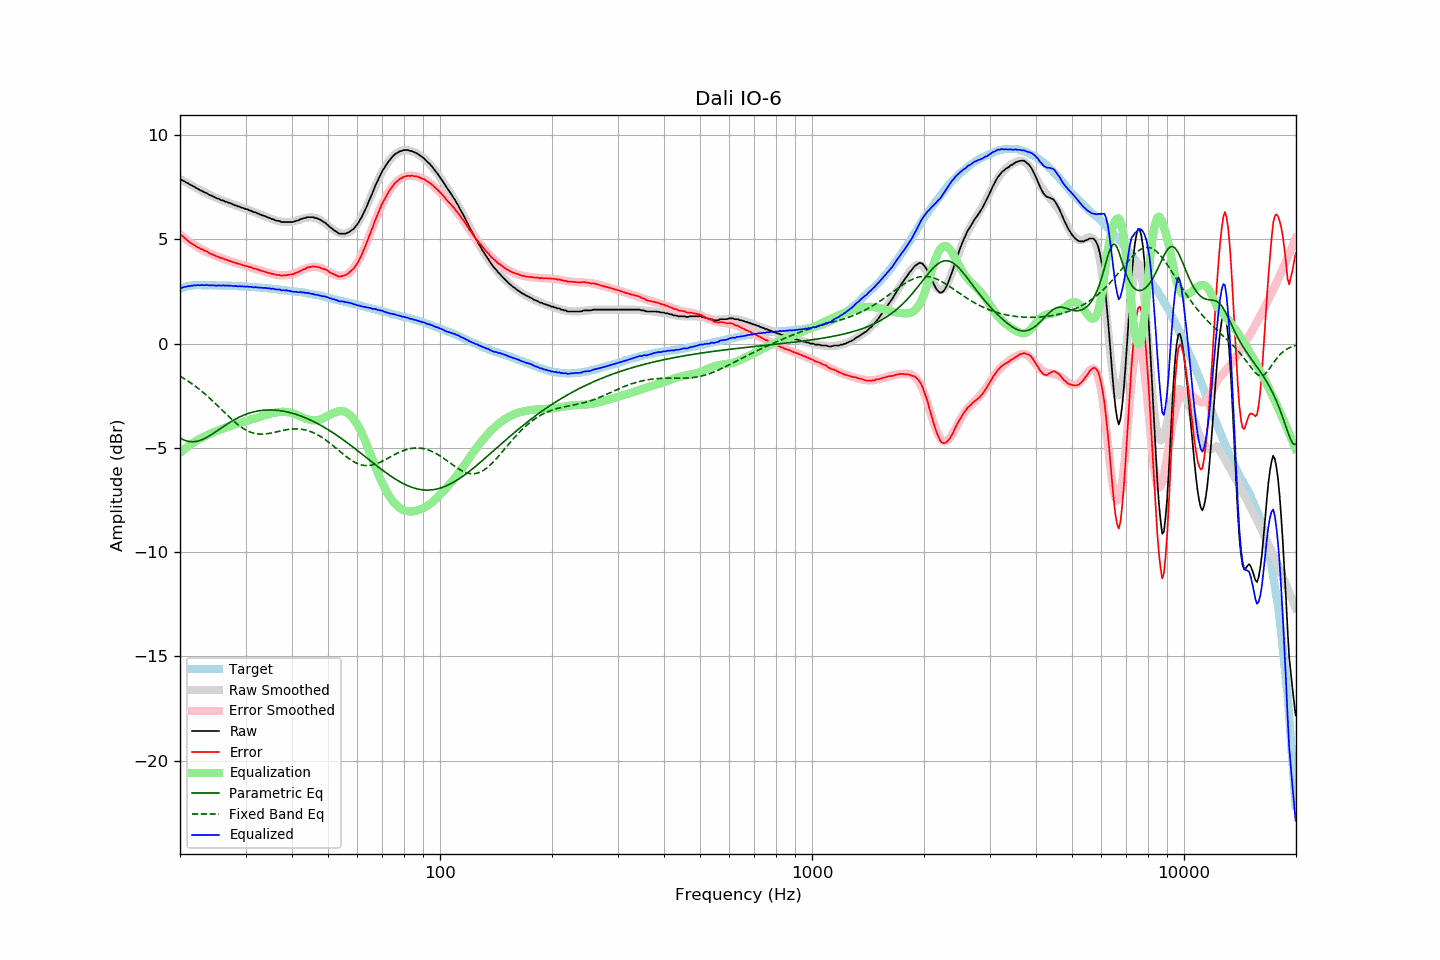 Dali IO-6
10
5
0
−5
−10
−15
−20
Amplitude (dBr)
100
1000
10000
Frequency (Hz)
Target
Raw Smoothed
Error Smoothed
Raw
Error
Equalization
Parametric Eq
Fixed Band Eq
Equalized